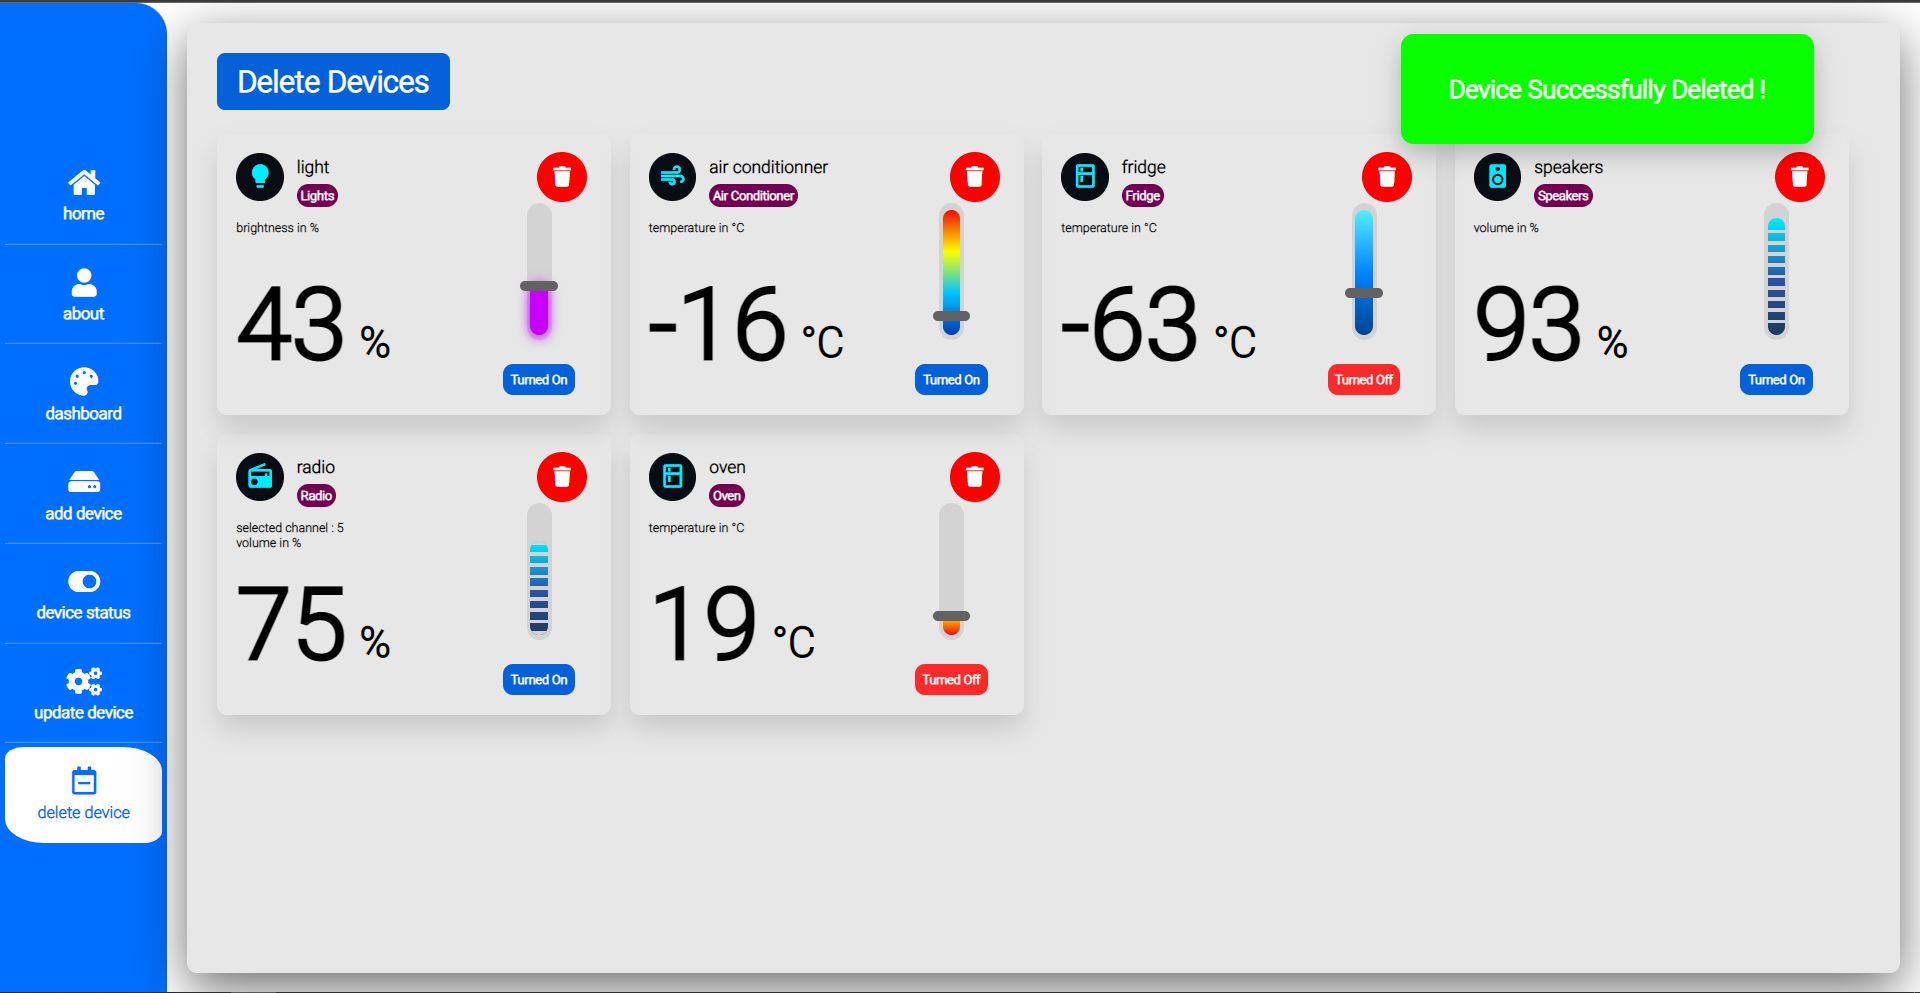 home
about
dashboard
add device
device status
update device
delete device
Delete Devices
Device Successfully Deleted !
light
Lights
brightness in %
43 %
Turned On
air conditionner
Air Conditioner
temperature in °C
-16 °C
Turned On
fridge
Fridge
temperature in °C
-63 °C
Turned Off
speakers
Speakers
volume in %
93 %
Turned On
radio
Radio
selected channel : 5
volume in %
75 %
Turned On
oven
Oven
temperature in °C
19 °C
Turned Off